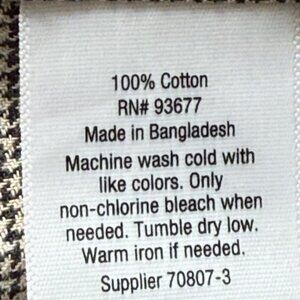 100% Cotton
RN# 93677
Made in Bangladesh
Machine wash cold with
like colors. Only
non-chlorine bleach when
needed. Tumble dry low.
Warm iron if needed.
Supplier 70807-3